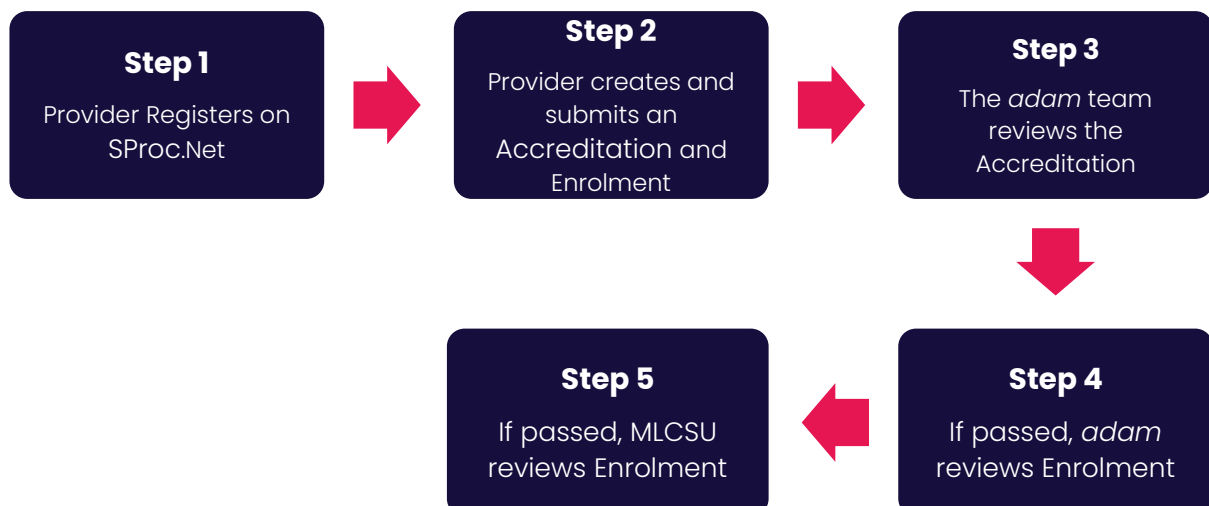 Step 1
Provider Registers on
SProc.Net
Step 2
Provider creates and
submits an
Accreditation and
Enrolment
Step 3
The adam team
reviews the
Accreditation
Step 4
If passed, adam
reviews Enrolment
Step 5
If passed, MLCSU
reviews Enrolment